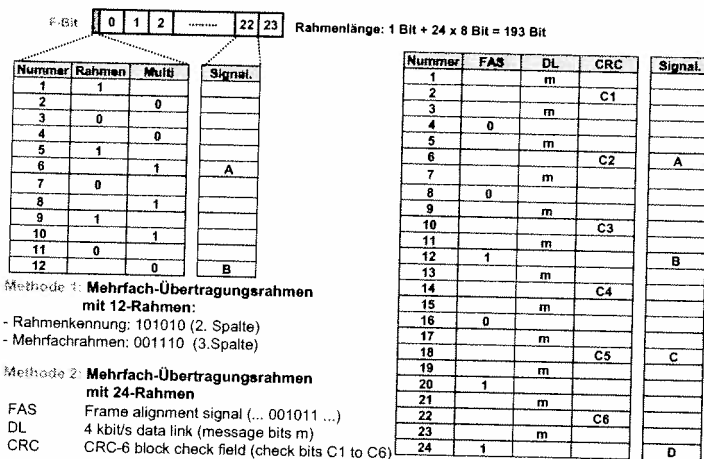 F-Bit 0 1 2 ......... 22 23 Rahmenlänge: 1 Bit + 24 x 8 Bit = 193 Bit
Nummer Rahmen Multi Signal.
1 1
2 0
3 0
4 0
5 1
6 1 A
7 0
8 1
9 1
10 1
11 0
12 0 B
Methode 1: Mehrfach-Übertragungsrahmen
mit 12-Rahmen:
- Rahmenkennung: 101010 (2. Spalte)
- Mehrfachrahmen: 001110 (3.Spalte)
Methode 2: Mehrfach-Übertragungsrahmen
mit 24-Rahmen
FAS Frame alignment signal (... 001011 ...)
DL 4 kbit/s data link (message bits m)
CRC CRC-6 block check field (check bits C1 to C6)
Nummer FAS DL CRC Signal.
1 m
2 C1
3 m
4 0
5 m
6 C2 A
7 m
8 0
9 m
10 C3
11 m
12 1 B
13 m
14 C4
15 m
16 0
17 m
18 C5 C
19 m
20 1
21 m
22 C6
23 m
24 1 D